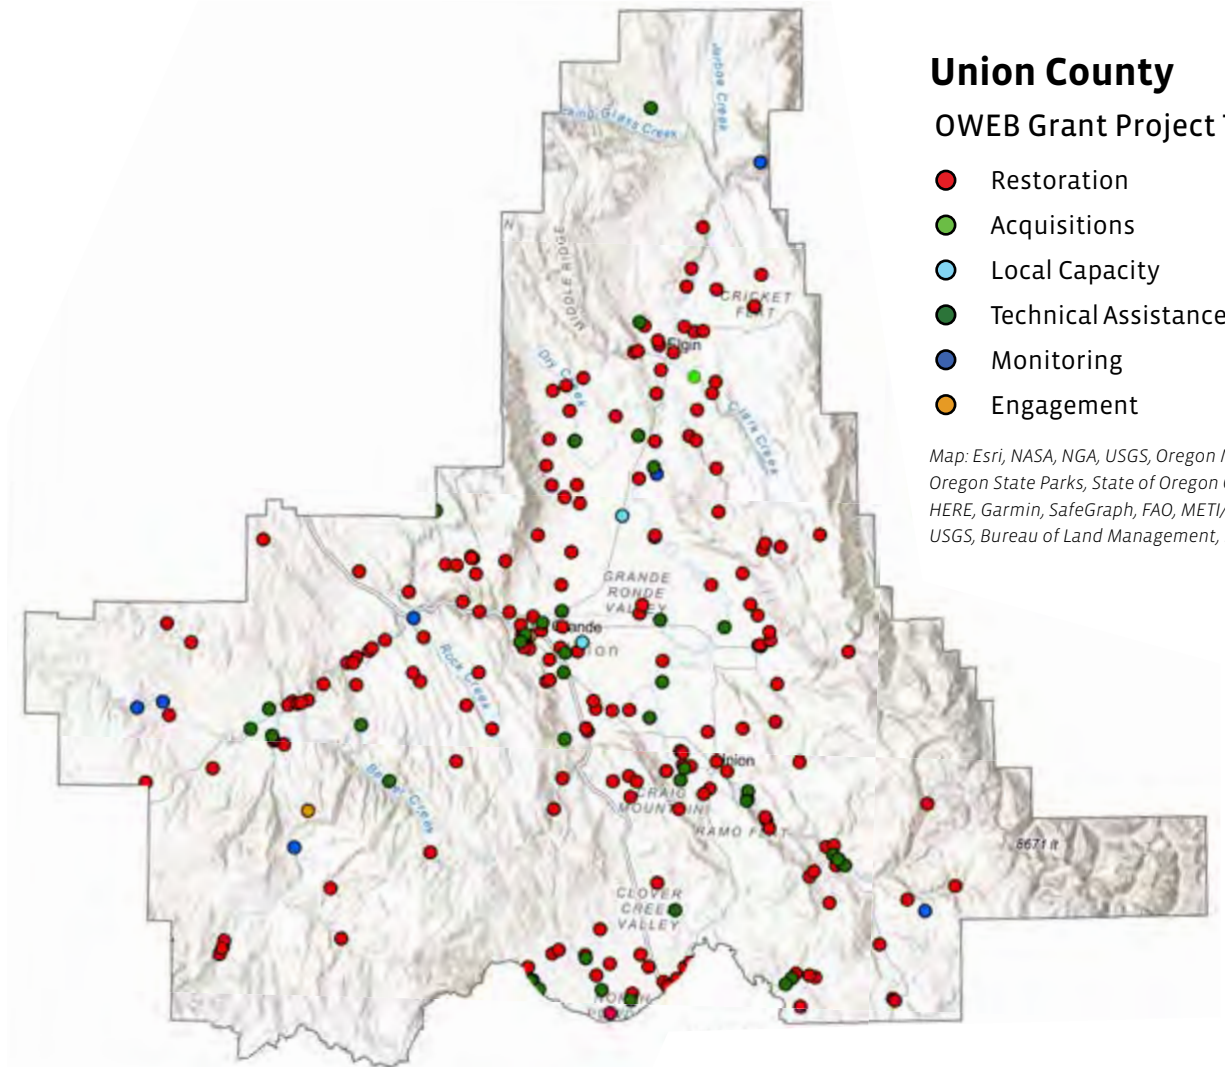 Union County
OWEB Grant Project
Restoration
Acquisitions
Local Capacity
Technical Assistance
Monitoring
Engagement
Map: Esri, NASA, NGA, USGS, Oregon
Oregon State Parks, State of Oregon
HERE, Garmin, SafeGraph, FAO, METI/
USGS, Bureau of Land Management,
Glass Creek
Creek
MIDDLE RIDGE
CRICKET
FLAT
Elgin
Dry Creek
Clark Creek
GRANDE
RONDE
VALLEY
Grande
Rock Creek
Union
Creek
CRAIG
MOUNTAIN
RAMO FLAT
6671 ft
CLOVER
CREEK
VALLEY
NORTH